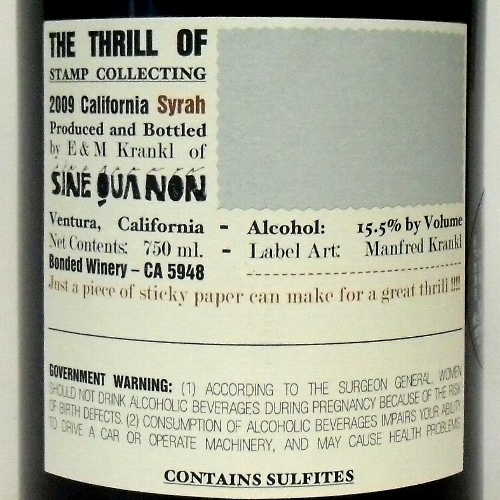 THE THRILL OF
STAMP COLLECTING
2009 California Syrah
Produced and Bottled
by E & M Krankl of
SINE QUA NON
Ventura, California - Alcohol: 15.5% by Volume
Net Contents: 750 ml. - Label Art: Manfred Krankl
Bonded Winery – CA 5948
Just a piece of sticky paper can make for a great thrill !!!!
GOVERNMENT WARNING: (1) ACCORDING TO THE SURGEON GENERAL, WOMEN
SHOULD NOT DRINK ALCOHOLIC BEVERAGES DURING PREGNANCY BECAUSE OF THE RISK
OF BIRTH DEFECTS. (2) CONSUMPTION OF ALCOHOLIC BEVERAGES IMPAIRS YOUR ABILITY
TO DRIVE A CAR OR OPERATE MACHINERY, AND MAY CAUSE HEALTH PROBLEMS.
CONTAINS SULFITES